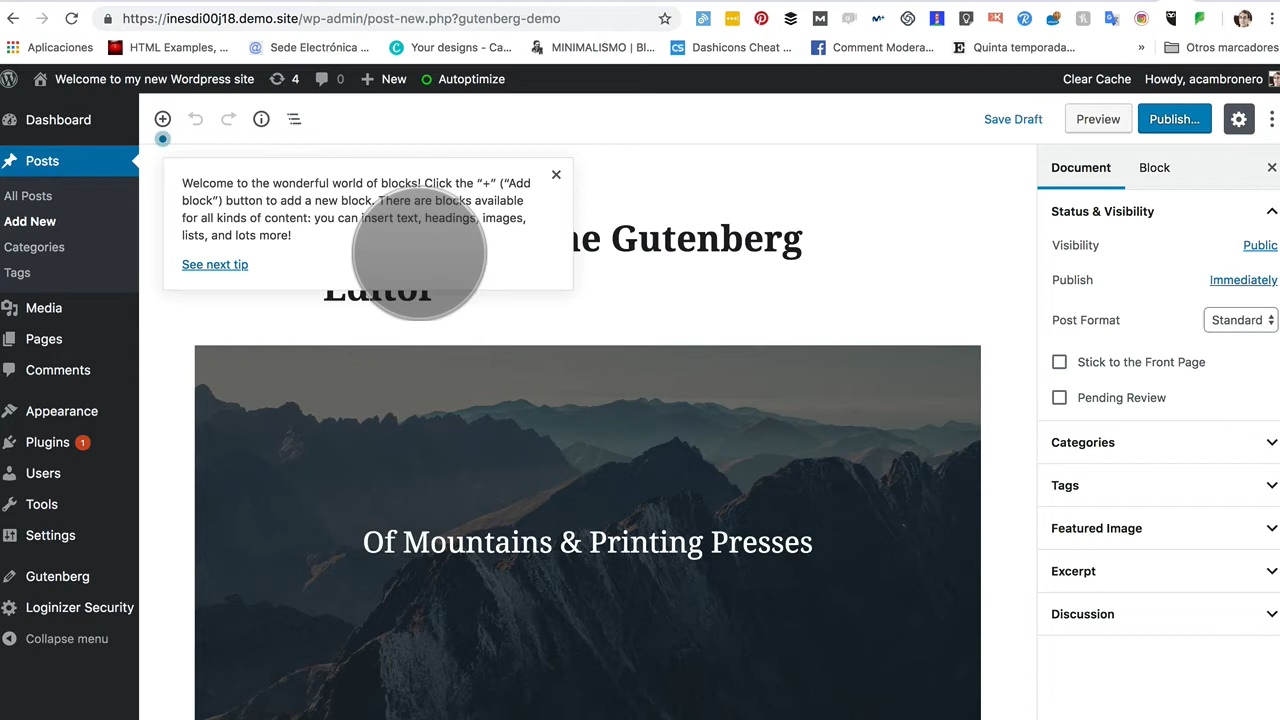 https://inesdi00j18.demo.site/wp-admin/post-new.php?gutenberg-demo
Aplicaciones
HTML Examples, ...
Sede Electrónica ...
Your designs - Ca...
MINIMALISMO | Bl...
Dashicons Cheat ...
Comment Modera...
Quinta temporada...
»
Otros marcadores
Welcome to my new Wordpress site
4
0
New
Autoptimize
Clear Cache
Howdy, acambronero
Dashboard
Posts
All Posts
Add New
Categories
Tags
Media
Pages
Comments
Appearance
Plugins 1
Users
Tools
Settings
Gutenberg
Loginizer Security
Collapse menu
Save Draft
Preview
Publish...
Welcome to the wonderful world of blocks! Click the “+” (“Add
block”) button to add a new block. There are blocks available
for all kinds of content: you can insert text, headings, images,
lists, and lots more!
See next tip
Gutenberg
Editor
Of Mountains & Printing Presses
Document
Block
Status & Visibility
Visibility
Public
Publish
Immediately
Post Format
Standard
Stick to the Front Page
Pending Review
Categories
Tags
Featured Image
Excerpt
Discussion